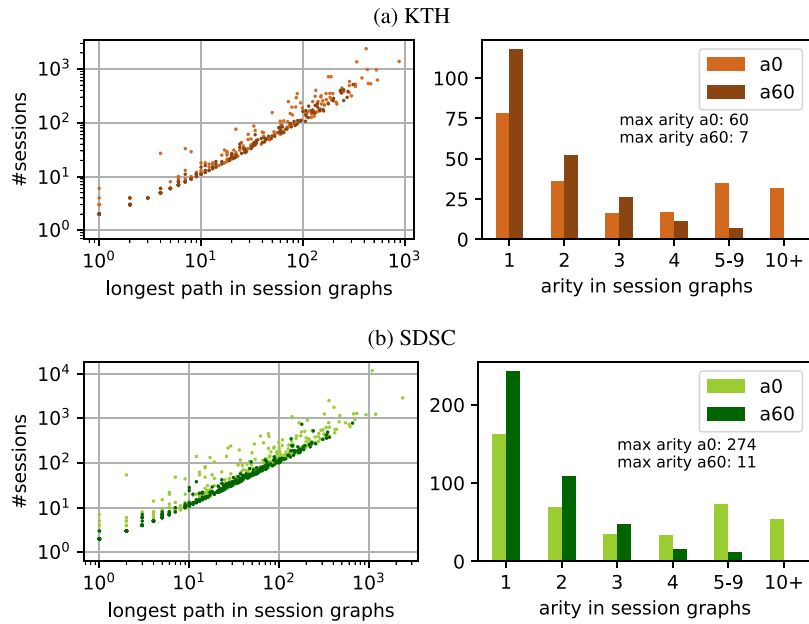 (a) KTH
#sessions
10³
10²
10¹
10⁰
10⁰ 10¹ 10² 10³
longest path in session graphs
100
75
50
25
0
a0
a60
max arity a0: 60
max arity a60: 7
1 2 3 4 5-9 10+
arity in session graphs
(b) SDSC
#sessions
10⁴
10³
10²
10¹
10⁰
10⁰ 10¹ 10² 10³
longest path in session graphs
200
100
0
a0
a60
max arity a0: 274
max arity a60: 11
1 2 3 4 5-9 10+
arity in session graphs